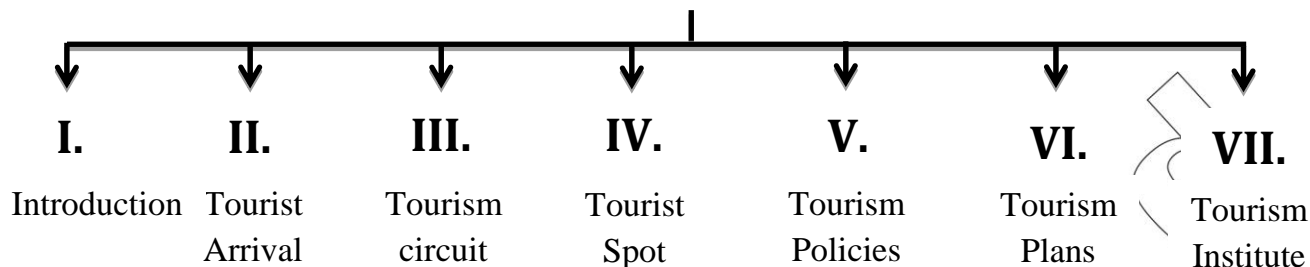 I.
Introduction
II.
Tourist
Arrival
III.
Tourism
circuit
IV.
Tourist
Spot
V.
Tourism
Policies
VI.
Tourism
Plans
VII.
Tourism
Institute